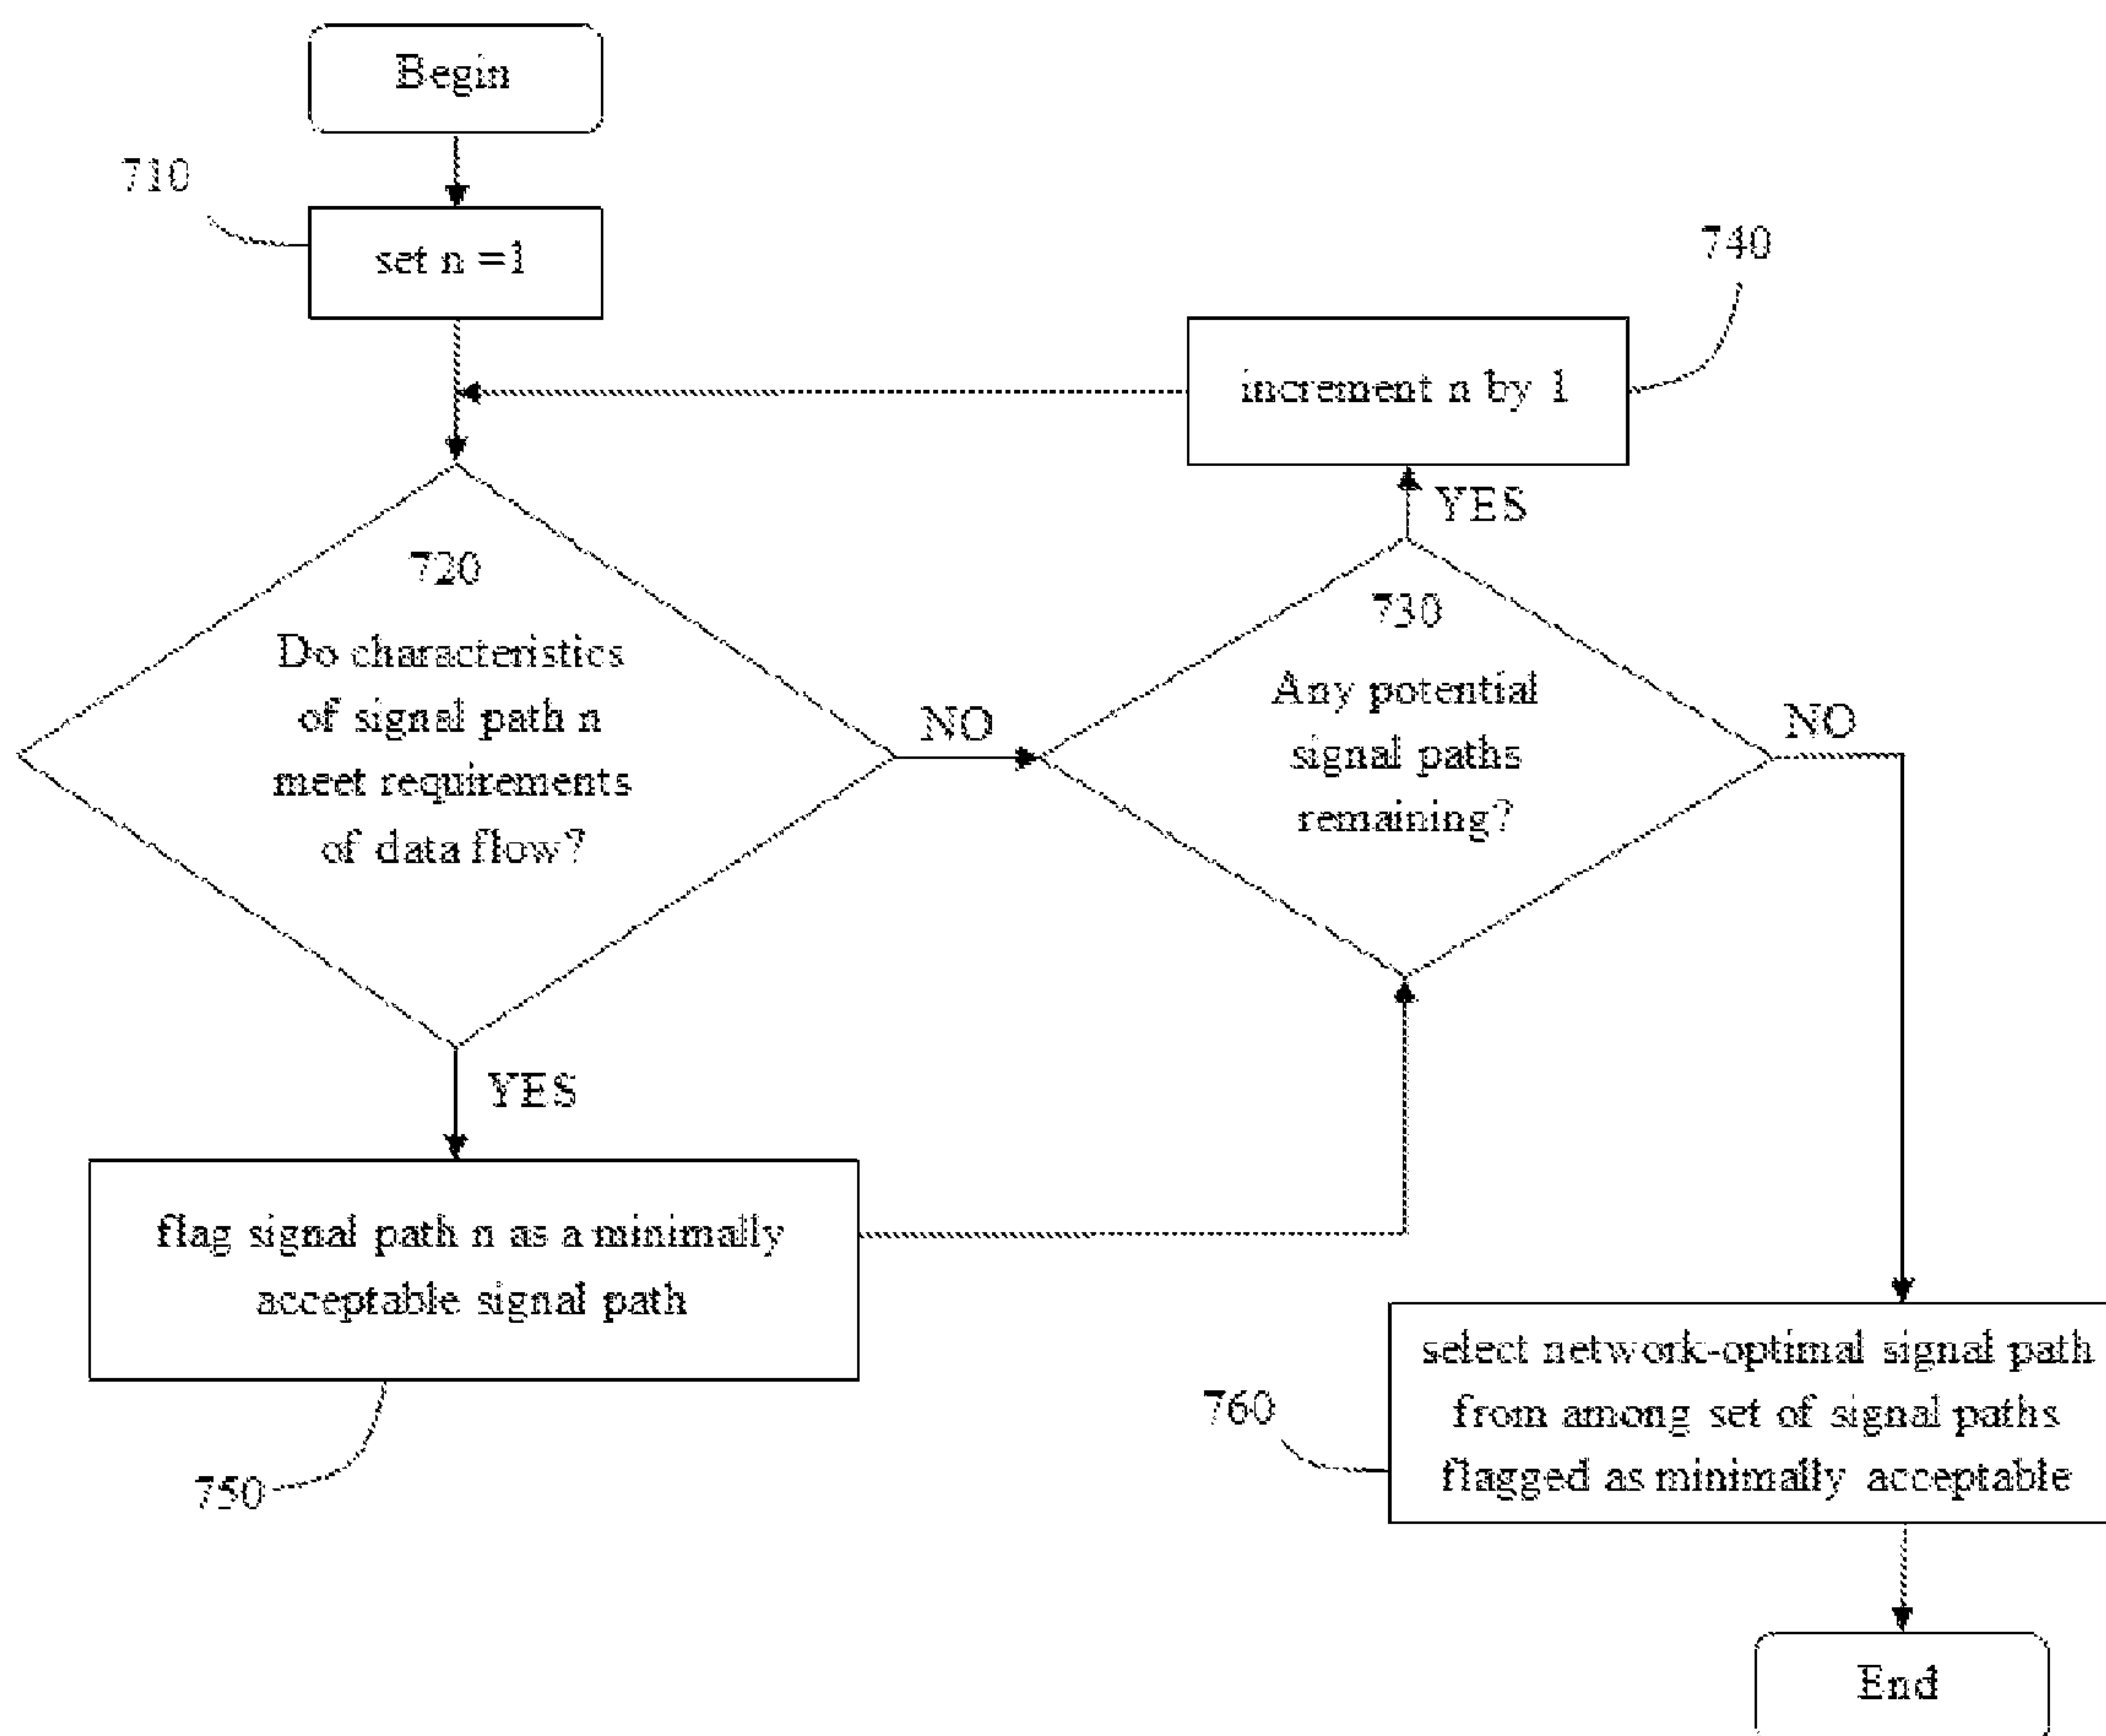 Begin
710
set n =1
740
increment n by 1
YES
720
Do characteristics
of signal path n
meet requirements
of data flow?
NO
730
Any potential
signal paths
remaining?
NO
YES
flag signal path n as a minimally
acceptable signal path
750
select network-optimal signal path
from among set of signal paths
flagged as minimally acceptable
760
End